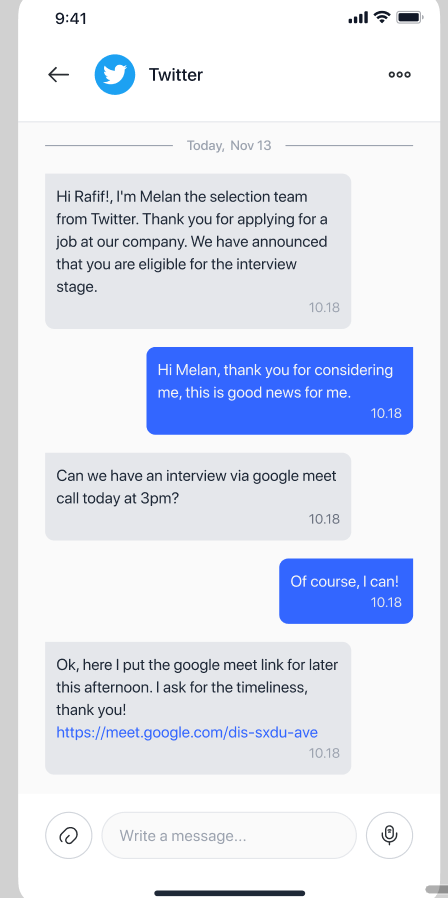 9:41
Twitter
Today, Nov 13
Hi Rafif!, I'm Melan the selection team
from Twitter. Thank you for applying for a
job at our company. We have announced
that you are eligible for the interview
stage.
10.18
Hi Melan, thank you for considering
me, this is good news for me.
10.18
Can we have an interview via google meet
call today at 3pm?
10.18
Of course, I can!
10.18
Ok, here I put the google meet link for later
this afternoon. I ask for the timeliness,
thank you!
https://meet.google.com/dis-sxdu-ave
10.18
Write a message...